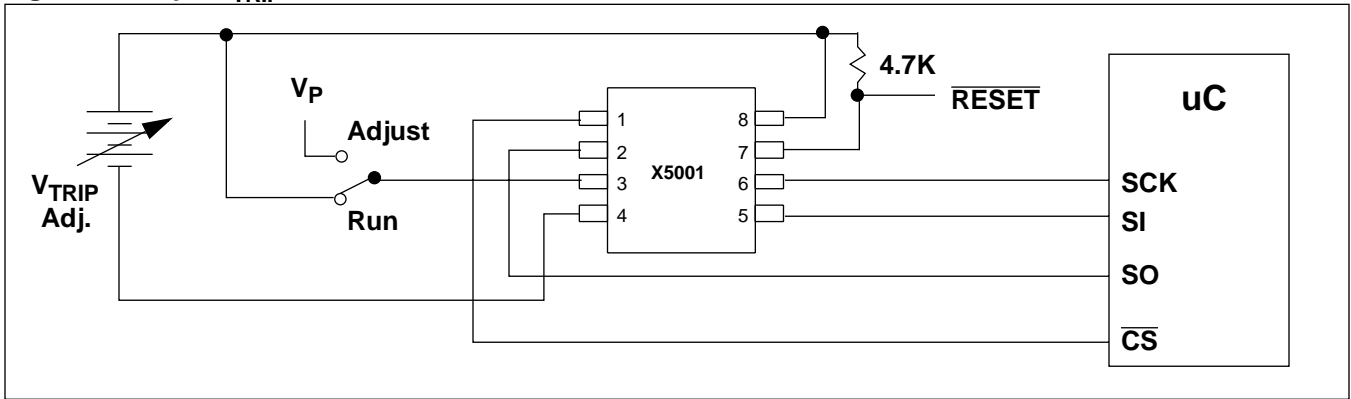 TRIP
V_P
Adjust
Run
V_TRIP
Adj.
1
2
3
4
8
7
6
5
X5001
4.7K
RESET
uC
SCK
SI
SO
CS